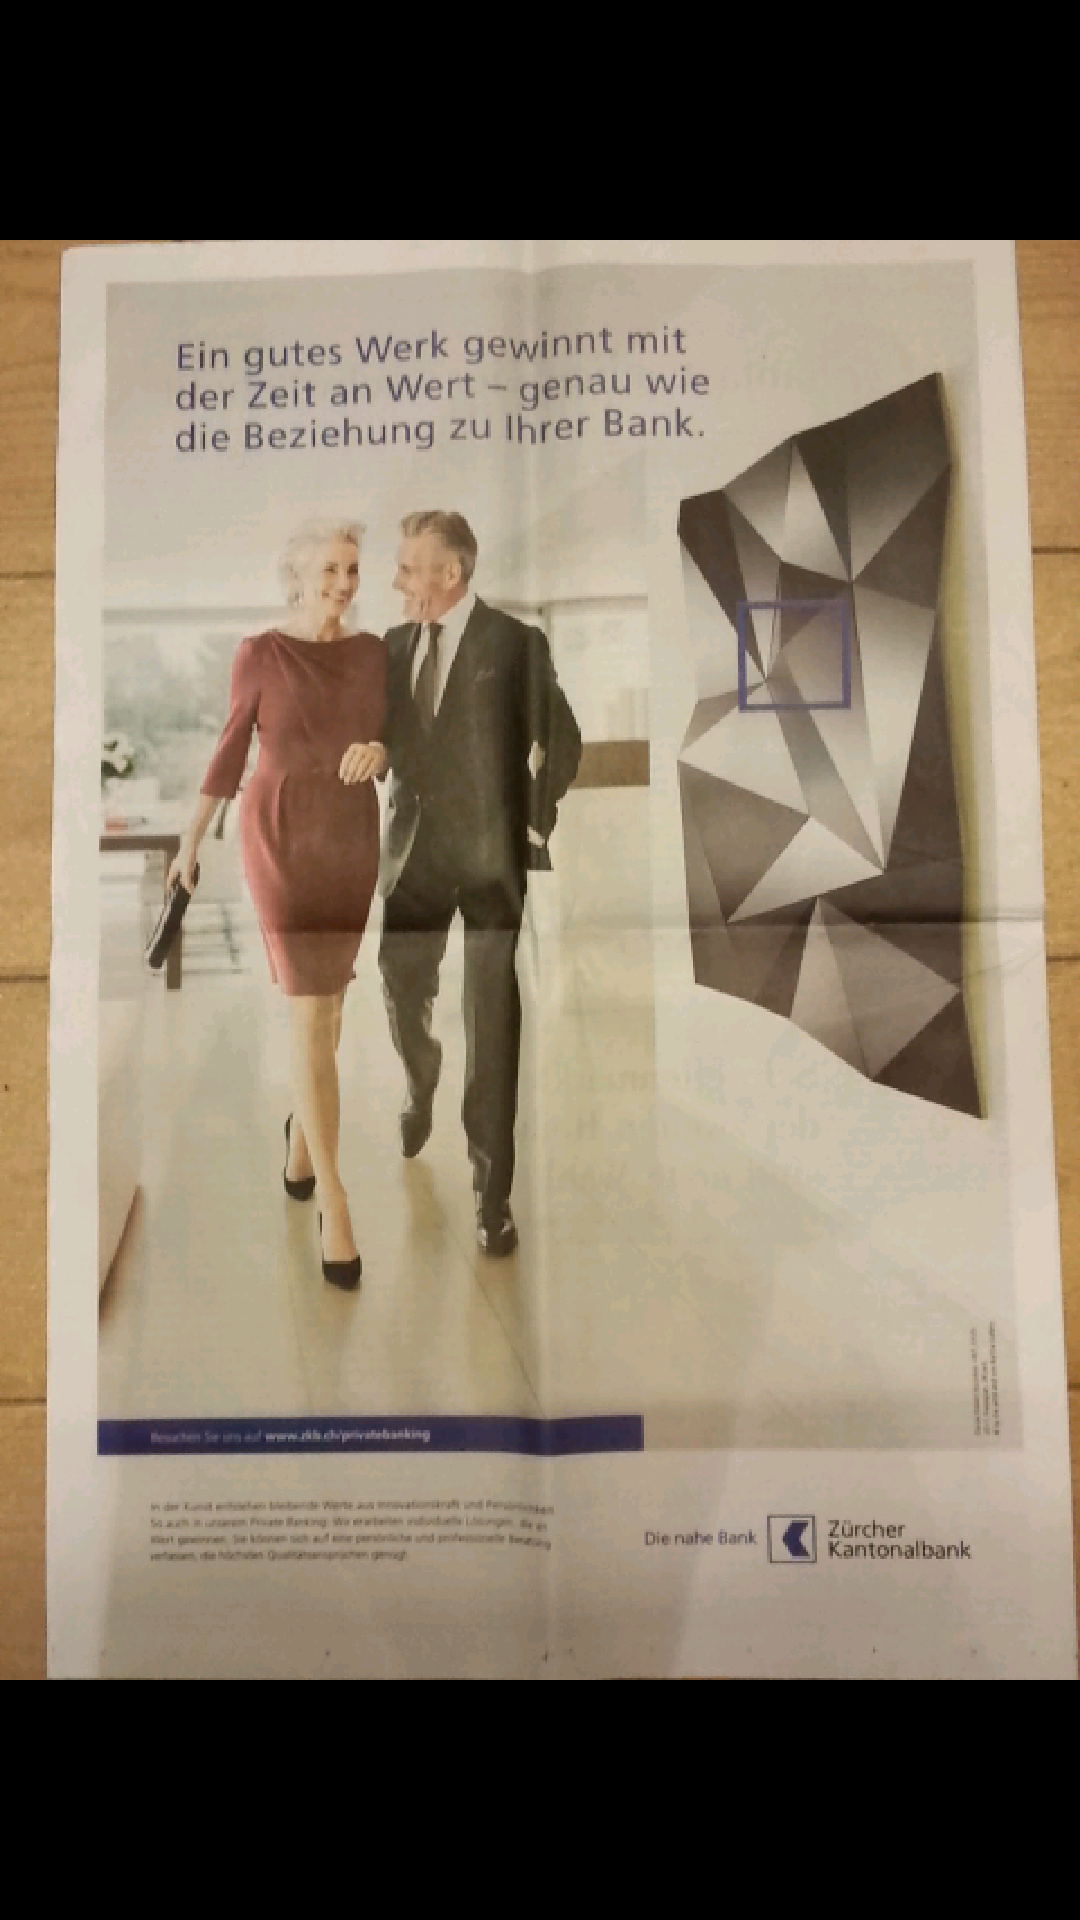 Ein gutes Werk gewinnt mit
der Zeit an Wert – genau wie
die Beziehung zu Ihrer Bank.
Besuchen Sie uns auf www.zkb.ch/privatebanking
In der Kunst entstehen bleibende Werte aus Innovationskraft und Persönlichkeit.
So auch in unserem Private Banking: Wir erarbeiten individuelle Lösungen, die an
Wert gewinnen. Sie können sich auf eine persönliche und professionelle Beratung
verlassen, die höchsten Qualitätsansprüchen genügt.
Die nahe Bank
Zürcher
Kantonalbank